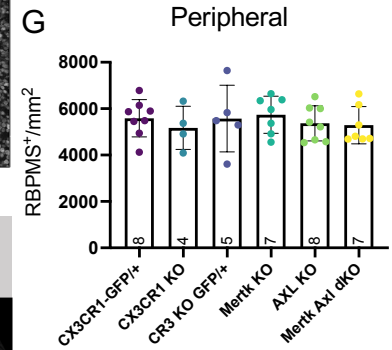 G
Peripheral
RBPMS⁺/mm²
8000
6000
4000
2000
0
8
4
5
7
8
7
CX3CR1-GFP/+
CX3CR1 KO
CR3 KO GFP/+
Mertk KO
AXL KO
Mertk Axl dKO